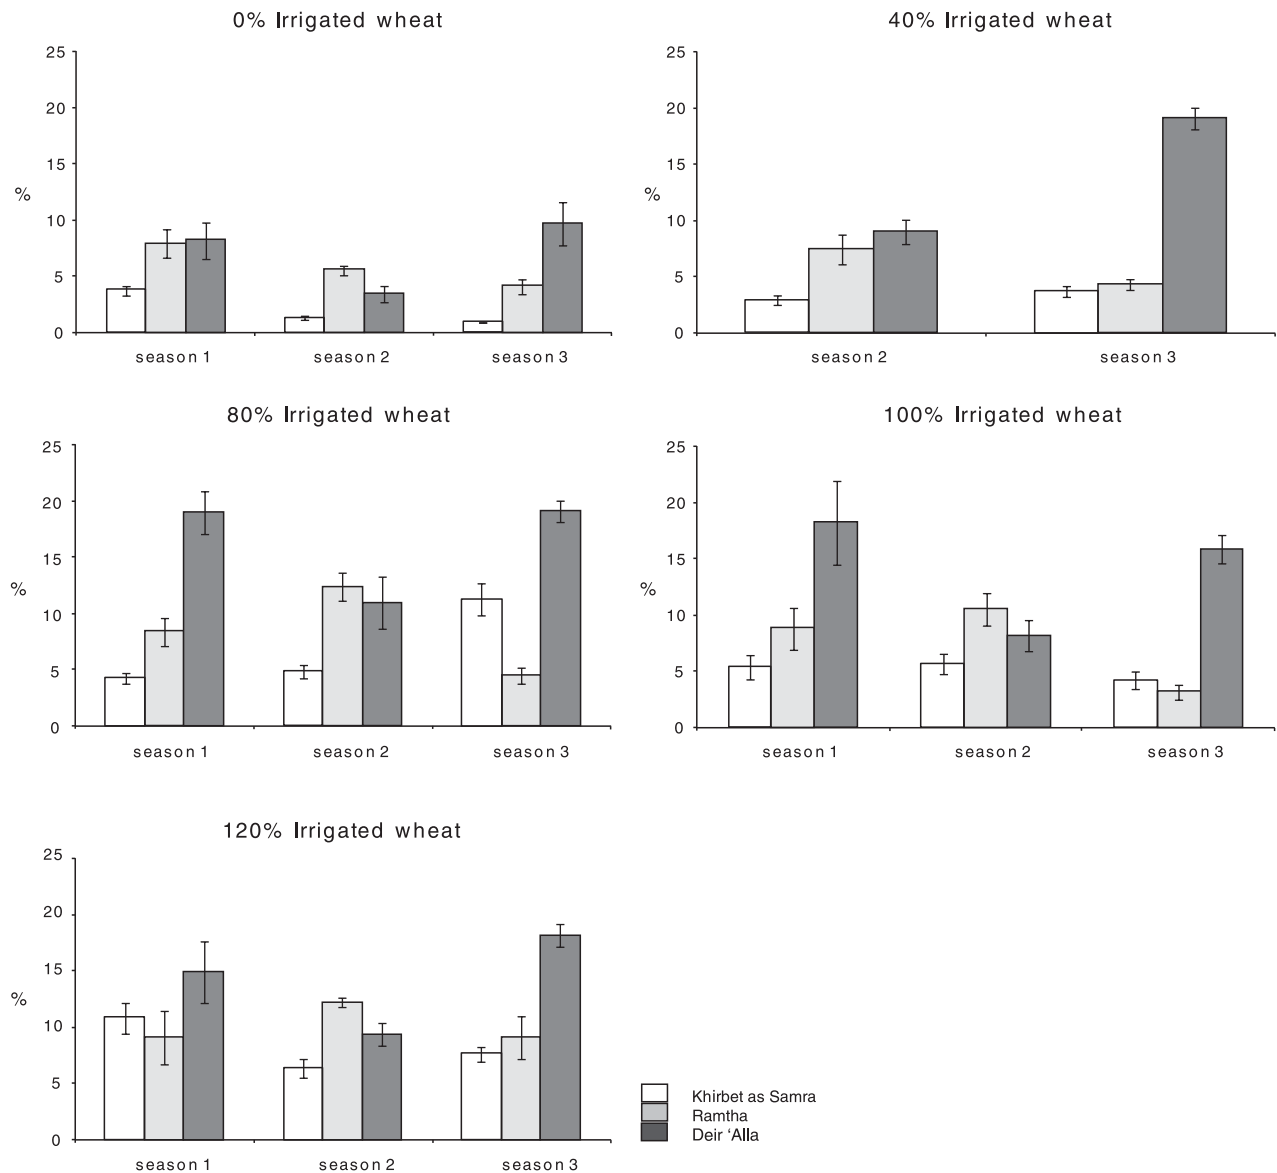 0% Irrigated wheat
25
20
15
%
10
5
0
season 1 season 2 season 3
40% Irrigated wheat
25
20
15
%
10
5
0
season 2 season 3
80% Irrigated wheat
25
20
15
%
10
5
0
season 1 season 2 season 3
100% Irrigated wheat
25
20
15
%
10
5
0
season 1 season 2 season 3
120% Irrigated wheat
25
20
15
%
10
5
0
season 1 season 2 season 3
Khirbet as Samra
Ramtha
Deir ‘Alla